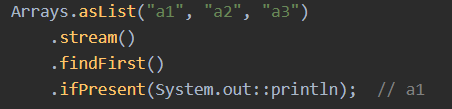 Arrays.asList("a1", "a2", "a3")
    .stream()
    .findFirst()
    .ifPresent(System.out::println);  // a1